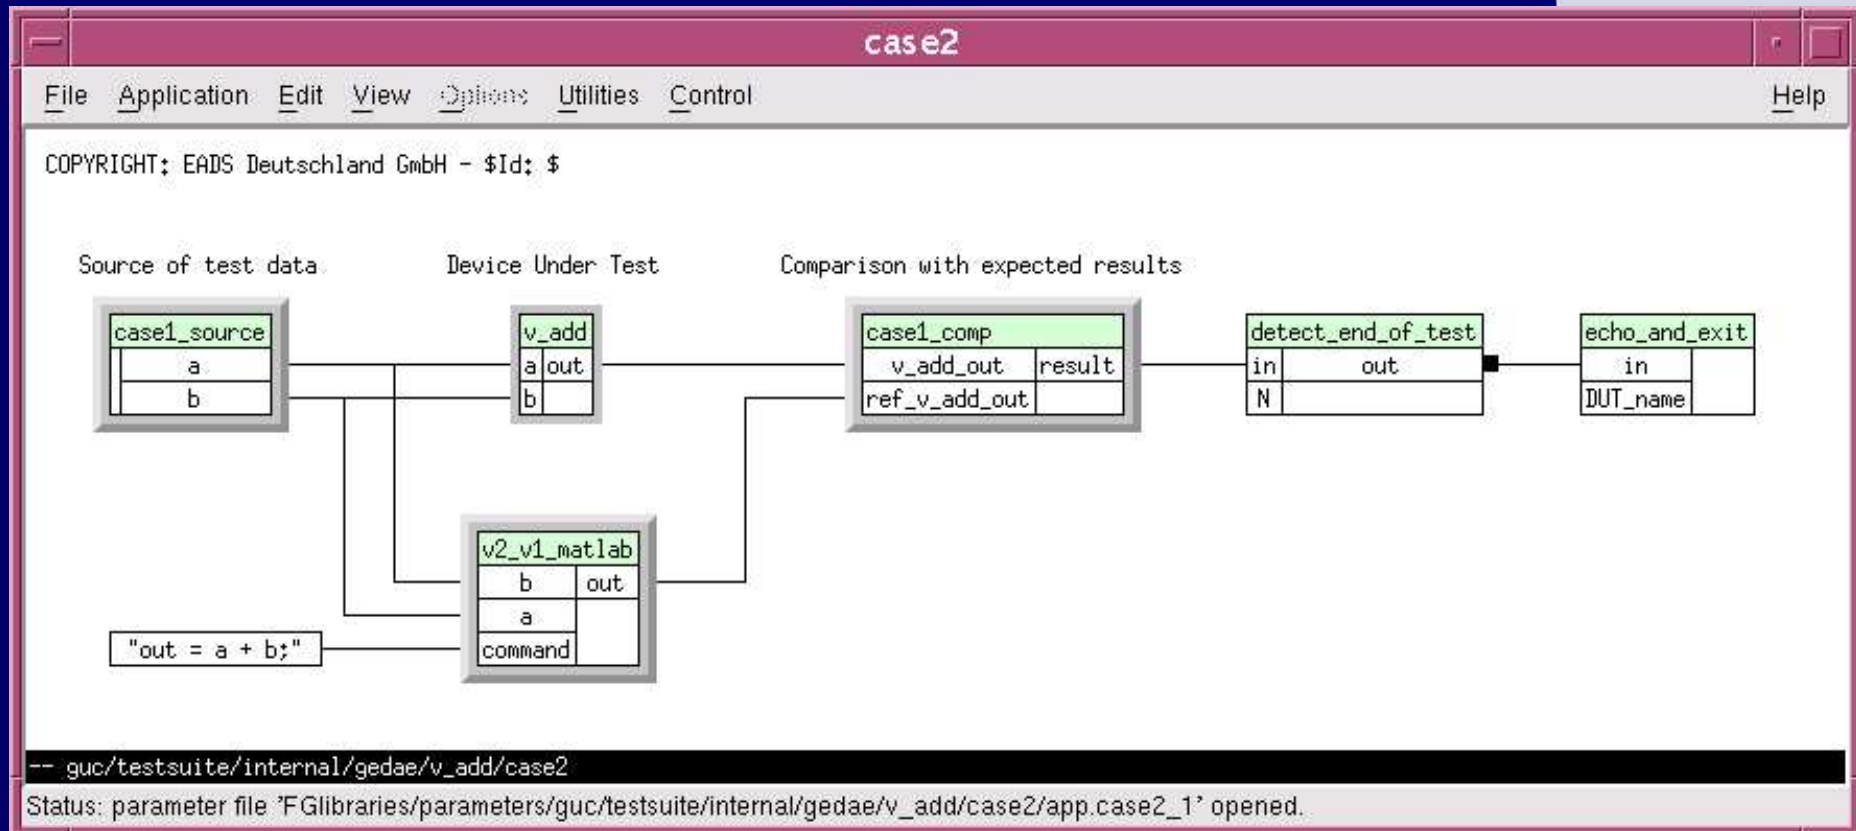 case2
File Application Edit View Options Utilities Control Help
COPYRIGHT: EADS Deutschland GmbH - $Id: $
Source of test data Device Under Test Comparison with expected results
case1_source v_add case1_comp detect_end_of_test echo_and_exit
a a out v_add_out result in out in
b b ref_v_add_out N DUT_name
v2_v1_matlab
b out
a
"out = a + b;" command
-- guc/testsuite/internal/gedae/v_add/case2
Status: parameter file 'FGlibraries/parameters/guc/testsuite/internal/gedae/v_add/case2/app.case2_1' opened.